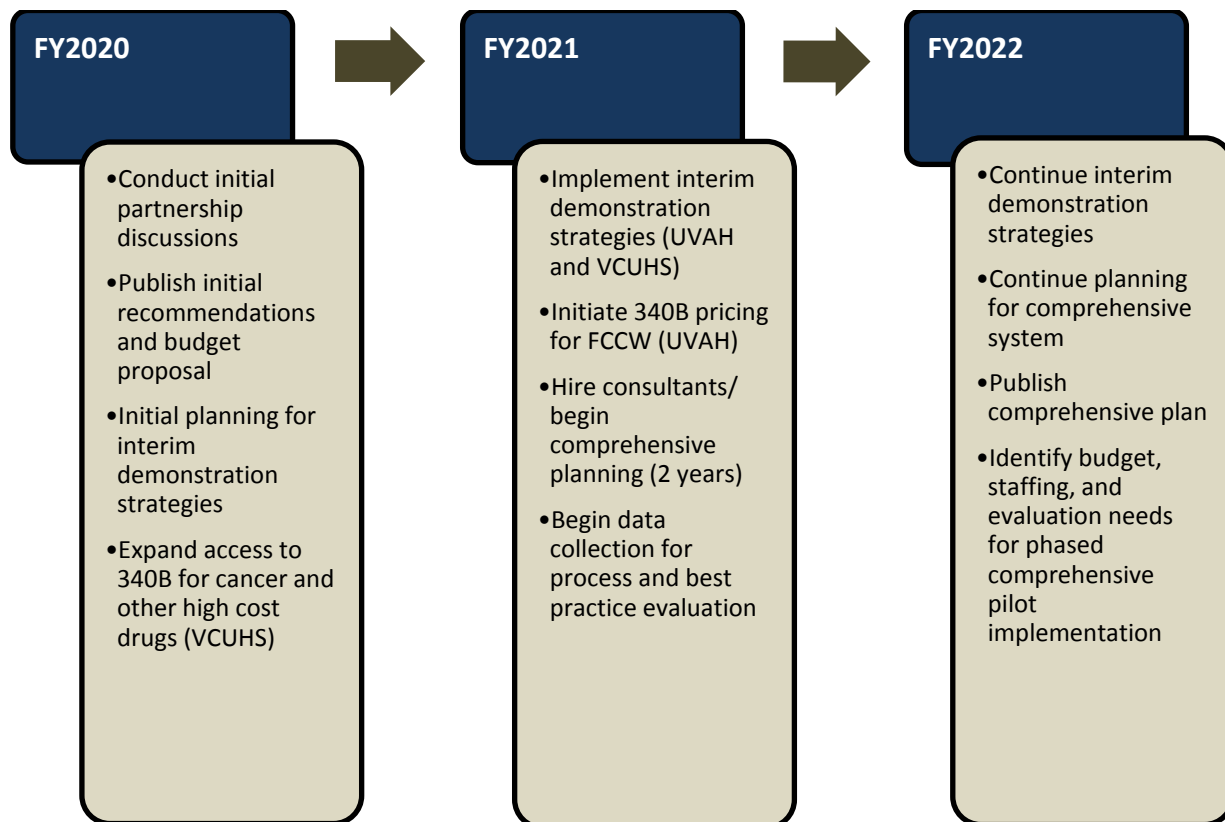 FY2020
•Conduct initial
partnership
discussions
•Publish initial
recommendations
and budget
proposal
•Initial planning for
interim
demonstration
strategies
•Expand access to
340B for cancer and
other high cost
drugs (VCUHS)
FY2021
•Implement interim
demonstration
strategies (UVAH
and VCUHS)
•Initiate 340B pricing
for FCCW (UVAH)
•Hire consultants/
begin
comprehensive
planning (2 years)
•Begin data
collection for
process and best
practice evaluation
FY2022
•Continue interim
demonstration
strategies
•Continue planning
for comprehensive
system
•Publish
comprehensive plan
•Identify budget,
staffing, and
evaluation needs
for phased
comprehensive
pilot
implementation